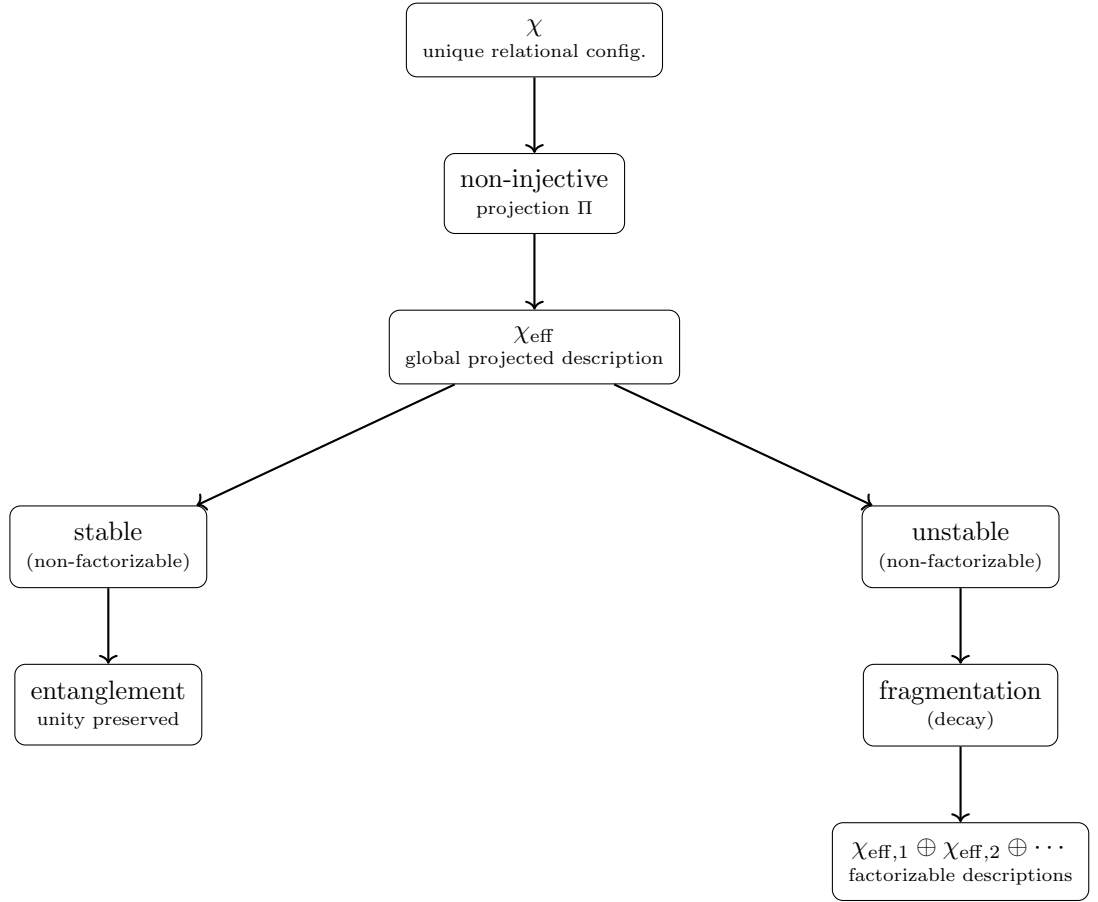 χ
unique relational config.
non-injective
projection Π
χeff
global projected description
stable
(non-factorizable)
unstable
(non-factorizable)
entanglement
unity preserved
fragmentation
(decay)
χeff,1 ⊕ χeff,2 ⊕ ⋯
factorizable descriptions